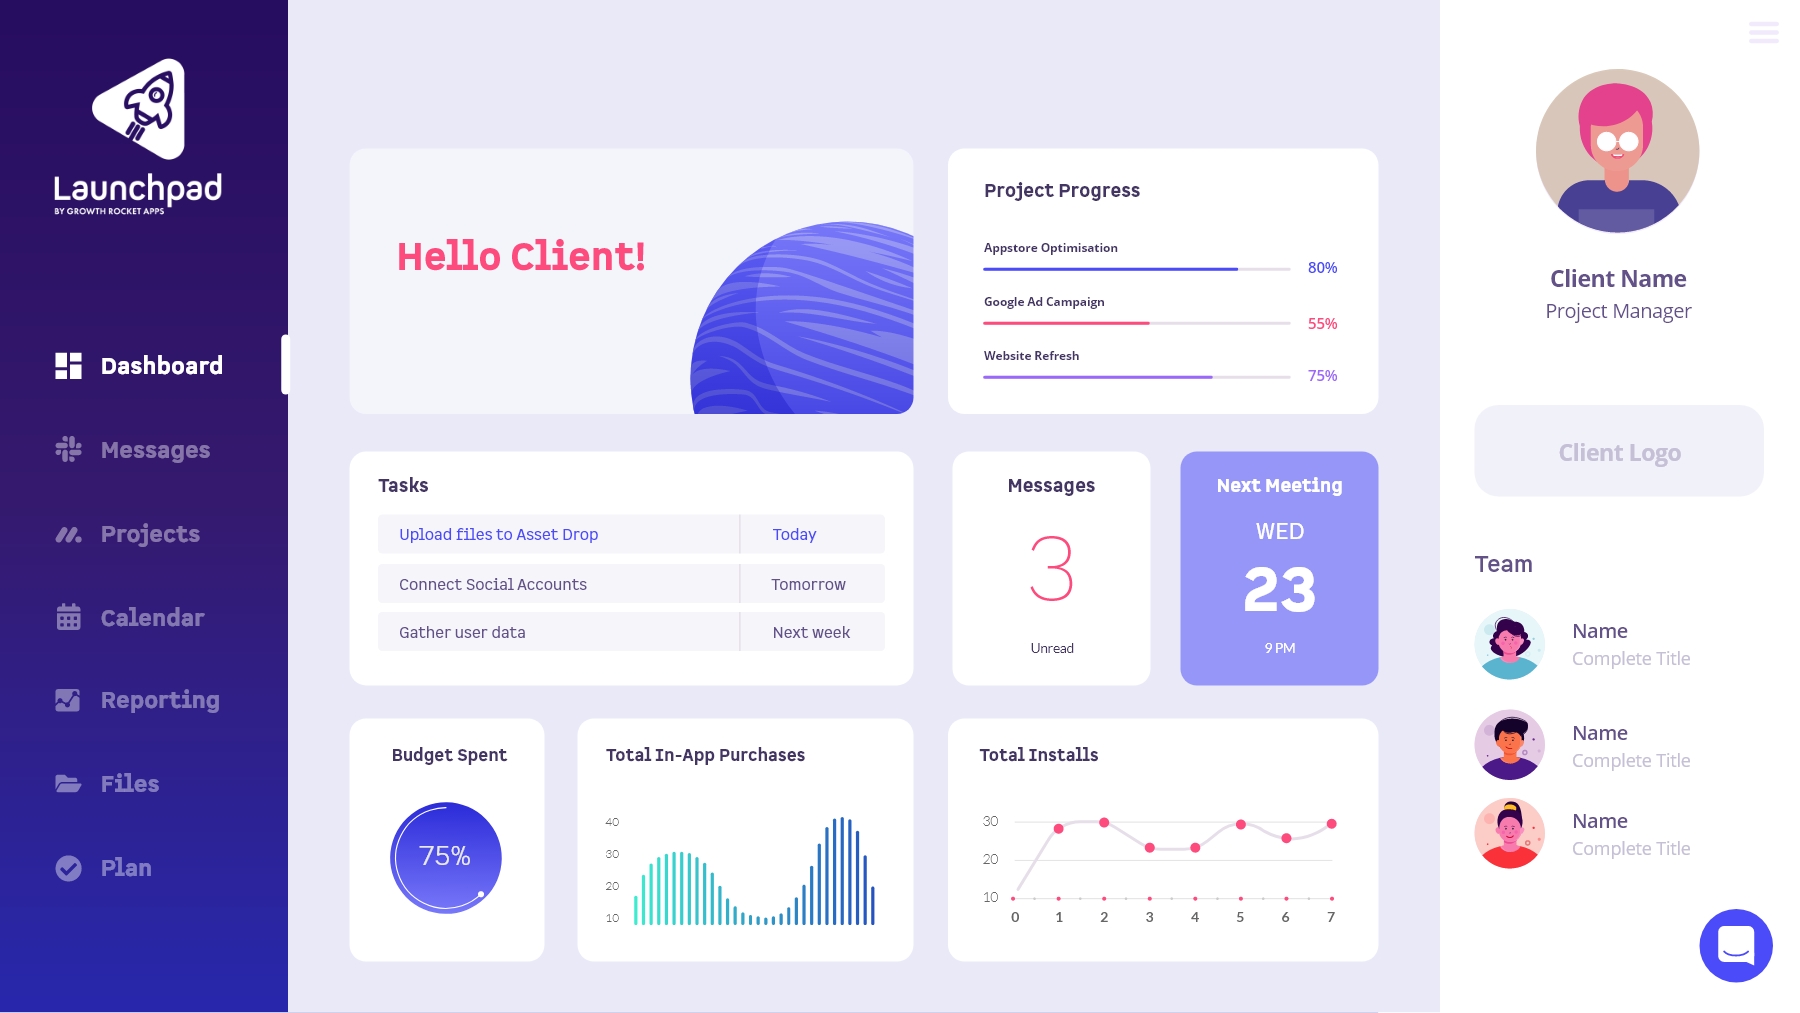 Launchpad
BY GROWTH ROCKET APPS
Dashboard
Messages
Projects
Calendar
Reporting
Files
Plan
Hello Client!
Project Progress
Appstore Optimisation
80%
Google Ad Campaign
55%
Website Refresh
75%
Tasks
Upload files to Asset Drop Today
Connect Social Accounts Tomorrow
Gather user data Next week
Messages
3
Unread
Next Meeting
WED
23
9 PM
Budget Spent
75%
Total In-App Purchases
40
30
20
10
Total Installs
30
20
10
0 1 2 3 4 5 6 7
Client Name
Project Manager
Client Logo
Team
Name
Complete Title
Name
Complete Title
Name
Complete Title